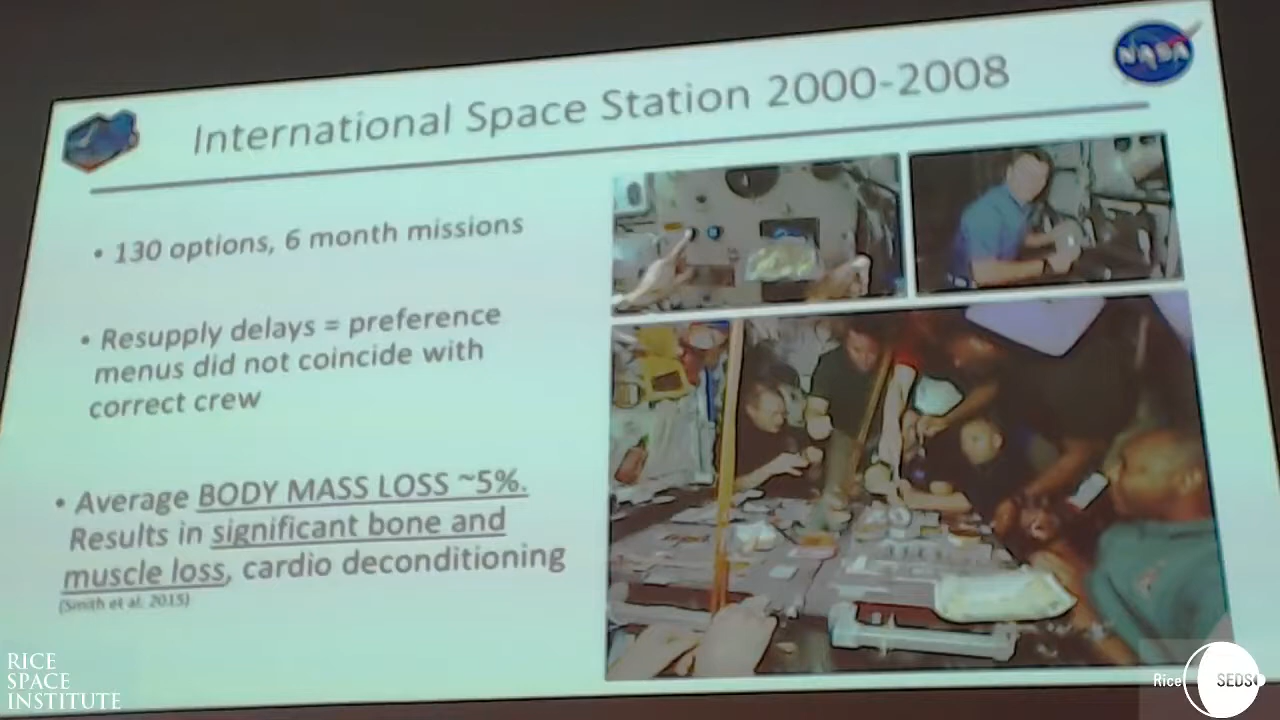 International Space Station 2000-2008
NASA
• 130 options, 6 month missions
• Resupply delays = preference
menus did not coincide with
correct crew
• Average BODY MASS LOSS ~5%.
Results in significant bone and
muscle loss, cardio deconditioning
(Smith et al. 2015)
RICE
SPACE
INSTITUTE
Rice SEDS